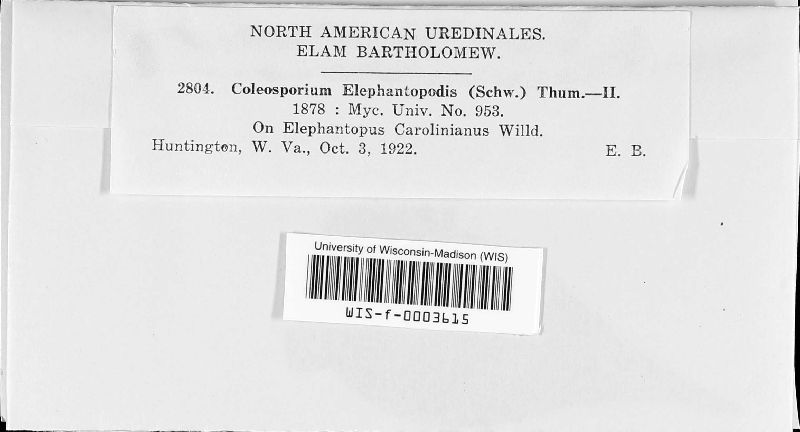 NORTH AMERICAN UREDINALES.
ELAM BARTHOLOMEW.
2804. Coleosporium Elephantopodis (Schw.) Thum.—II.
1878 : Myc. Univ. No. 953.
On Elephantopus Carolinianus Willd.
Huntington, W. Va., Oct. 3, 1922. E. B.
University of Wisconsin-Madison (WIS)
WIS-f-0003615